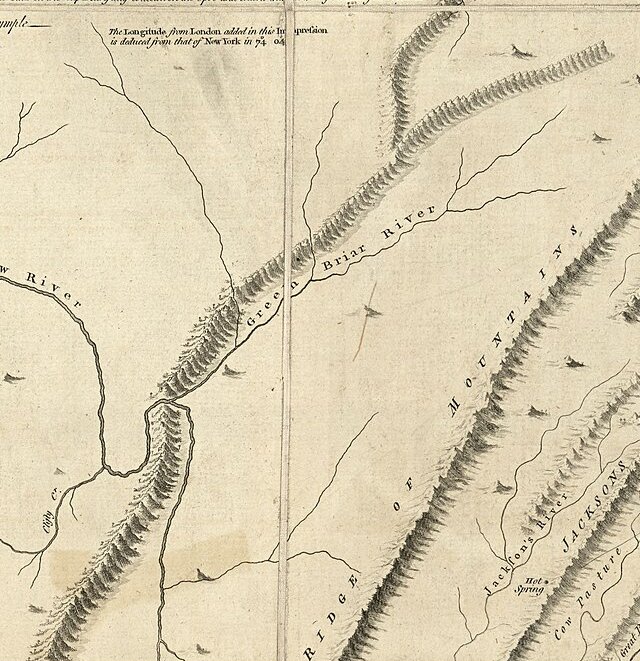 The Longitude from London added in this Impression
is deduced from that of New York in 74 04
Green Briar River
w River
RIDGE OF MOUNTAINS
Jackson's River
JACKSONS
Hot
Spring
Cow Pasture
Great